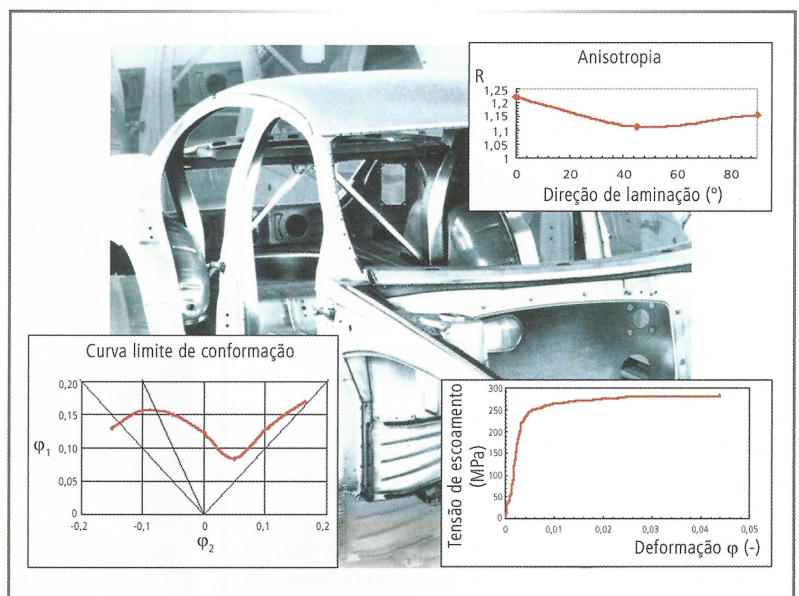 Anisotropia
R
1,25
1,2
1,15
1,1
1,05
1
0 20 40 60 80
Direção de laminação (º)
Curva limite de conformação
0,20
0,15
φ₁ 0,10
0,05
0
-0,2 -0,1 0 0,1 0,2
φ₂
Tensão de escoamento
(MPa)
300
250
200
150
100
50
0
0 0,01 0,02 0,03 0,04 0,05
Deformação φ (-)